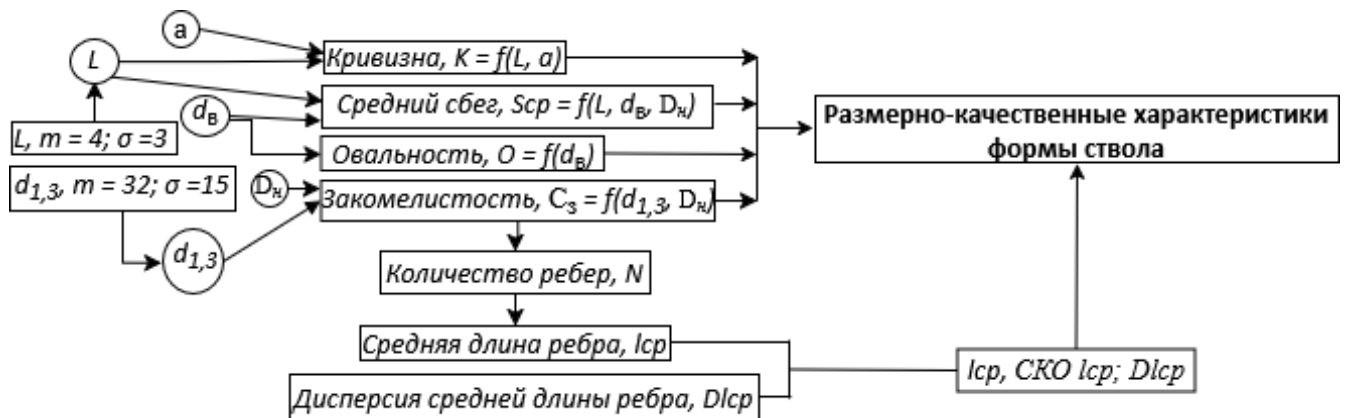 a
L
Кривизна, K = f(L, a)
Средний сбег, Scp = f(L, dв, Dн)
dв
L, m = 4; σ =3
Овальность, O = f(dв)
d1,3, m = 32; σ =15
Dн
Закомелистость, Cз = f(d1,3, Dн)
d1,3
Количество ребер, N
Средняя длина ребра, lcp
Дисперсия средней длины ребра, Dlcp
Размерно-качественные характеристики
формы ствола
lcp, СКО lcp; Dlcp